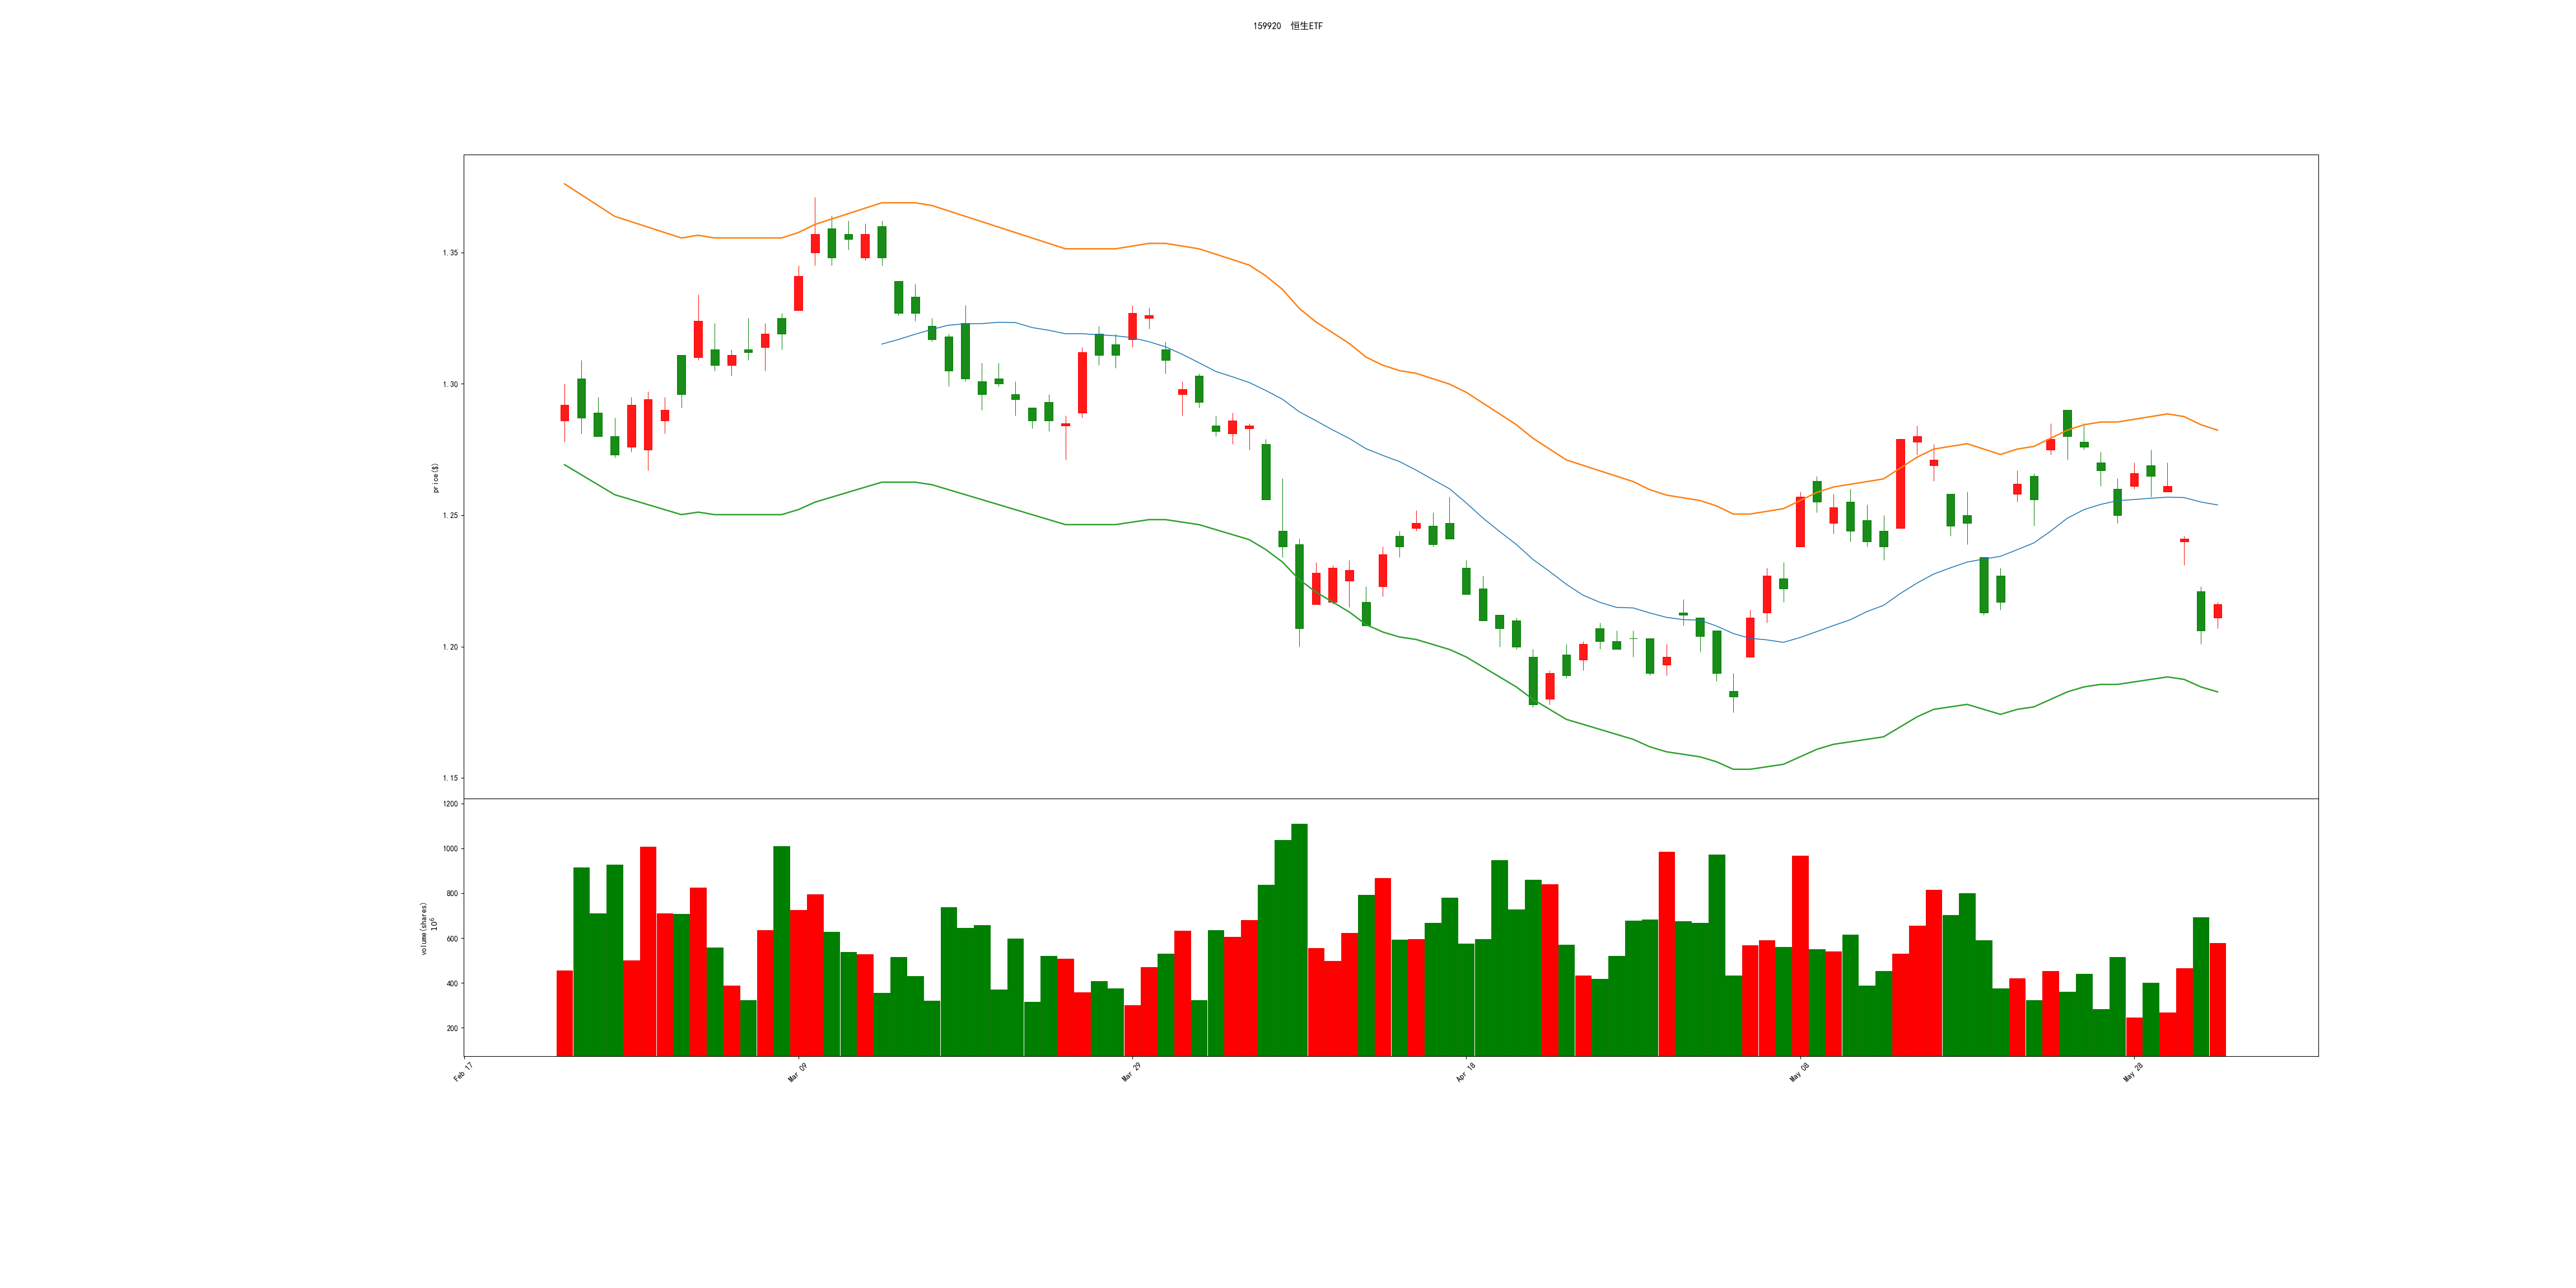 159920 恒生ETF
price($)
1.35
1.30
1.25
1.20
1.15
volume(shares)
10⁶
1200
1000
800
600
400
200
Feb 17
Mar 09
Mar 29
Apr 18
May 08
May 28